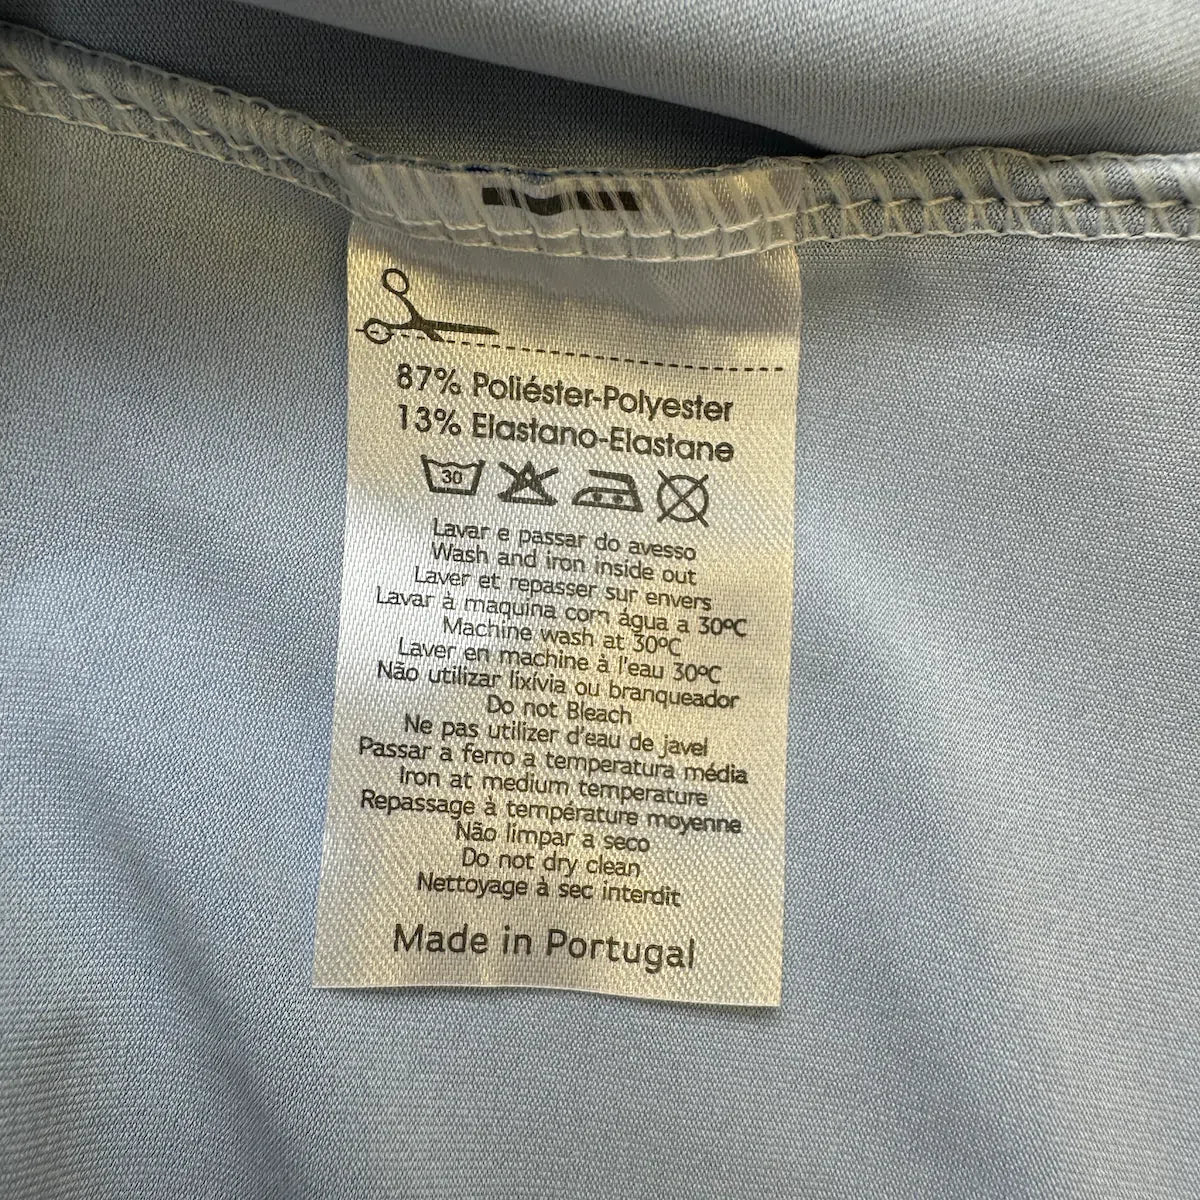 87% Poliéster-Polyester
13% Elastano-Elastane
30
Lavar e passar do avesso
Wash and iron inside out
Laver et repasser sur envers
Lavar à maquina com água a 30ºC
Machine wash at 30ºC
Laver en machine à l'eau 30ºC
Não utilizar lixívia ou branqueador
Do not Bleach
Ne pas utilizer d'eau de javel
Passar a ferro a temperatura média
Iron at medium temperature
Repassage à température moyenne
Não limpar a seco
Do not dry clean
Nettoyage à sec interdit
Made in Portugal